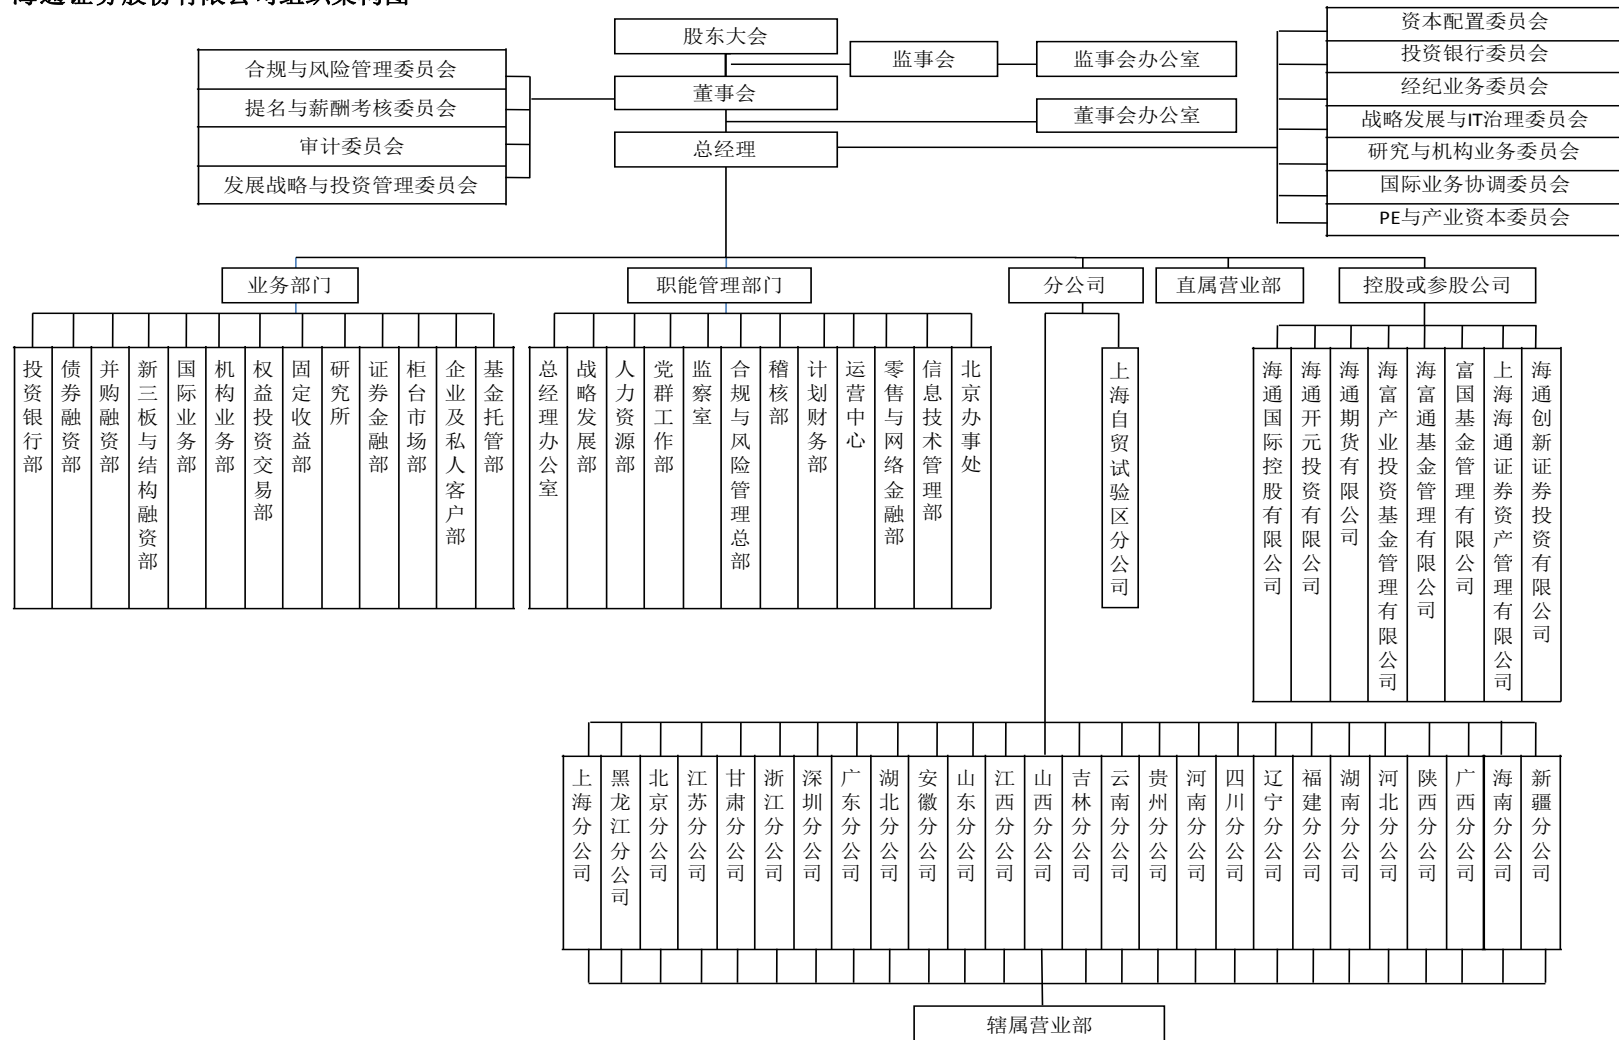 海通证券股份有限公司组织架构图
股东大会
监事会
监事会办公室
董事会
董事会办公室
总经理
合规与风险管理委员会
提名与薪酬考核委员会
审计委员会
发展战略与投资管理委员会
资本配置委员会
投资银行委员会
经纪业务委员会
战略发展与IT治理委员会
研究与机构业务委员会
国际业务协调委员会
PE与产业资本委员会
业务部门
职能管理部门
分公司
直属营业部
控股或参股公司
投资银行部
债券融资部
并购融资部
新三板与结构融资部
国际业务部
机构业务部
权益投资交易部
固定收益部
研究所
证券金融部
柜台市场部
企业及私人客户部
基金托管部
总经理办公室
战略发展部
人力资源部
党群工作部
监察室
合规与风险管理总部
稽核部
计划财务部
运营中心
零售与网络金融部
信息技术管理部
北京办事处
上海自贸试验区分公司
海通国际控股有限公司
海通开元投资有限公司
海通期货有限公司
海富产业投资基金管理有限公司
海富通基金管理有限公司
富国基金管理有限公司
上海海通证券资产管理有限公司
海通创新证券投资有限公司
上海分公司
黑龙江分公司
北京分公司
江苏分公司
甘肃分公司
浙江分公司
深圳分公司
广东分公司
湖北分公司
安徽分公司
山东分公司
江西分公司
山西分公司
吉林分公司
云南分公司
贵州分公司
河南分公司
四川分公司
辽宁分公司
福建分公司
湖南分公司
河北分公司
陕西分公司
广西分公司
海南分公司
新疆分公司
辖属营业部